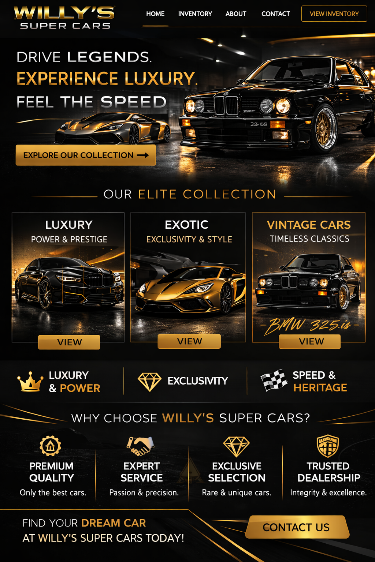 WILLY'S
SUPER CARS
HOME INVENTORY ABOUT CONTACT VIEW INVENTORY
DRIVE LEGENDS.
EXPERIENCE LUXURY.
FEEL THE SPEED
EXPLORE OUR COLLECTION
OUR ELITE COLLECTION
LUXURY
POWER & PRESTIGE
VIEW
EXOTIC
EXCLUSIVITY & STYLE
VIEW
VINTAGE CARS
TIMELESS CLASSICS
BMW 325is
VIEW
LUXURY
& POWER
EXCLUSIVITY
SPEED &
HERITAGE
WHY CHOOSE WILLY'S SUPER CARS?
PREMIUM
QUALITY
Only the best cars.
EXPERT
SERVICE
Passion & precision.
EXCLUSIVE
SELECTION
Rare & unique cars.
TRUSTED
DEALERSHIP
Integrity & excellence.
FIND YOUR DREAM CAR
AT WILLY'S SUPER CARS TODAY!
CONTACT US